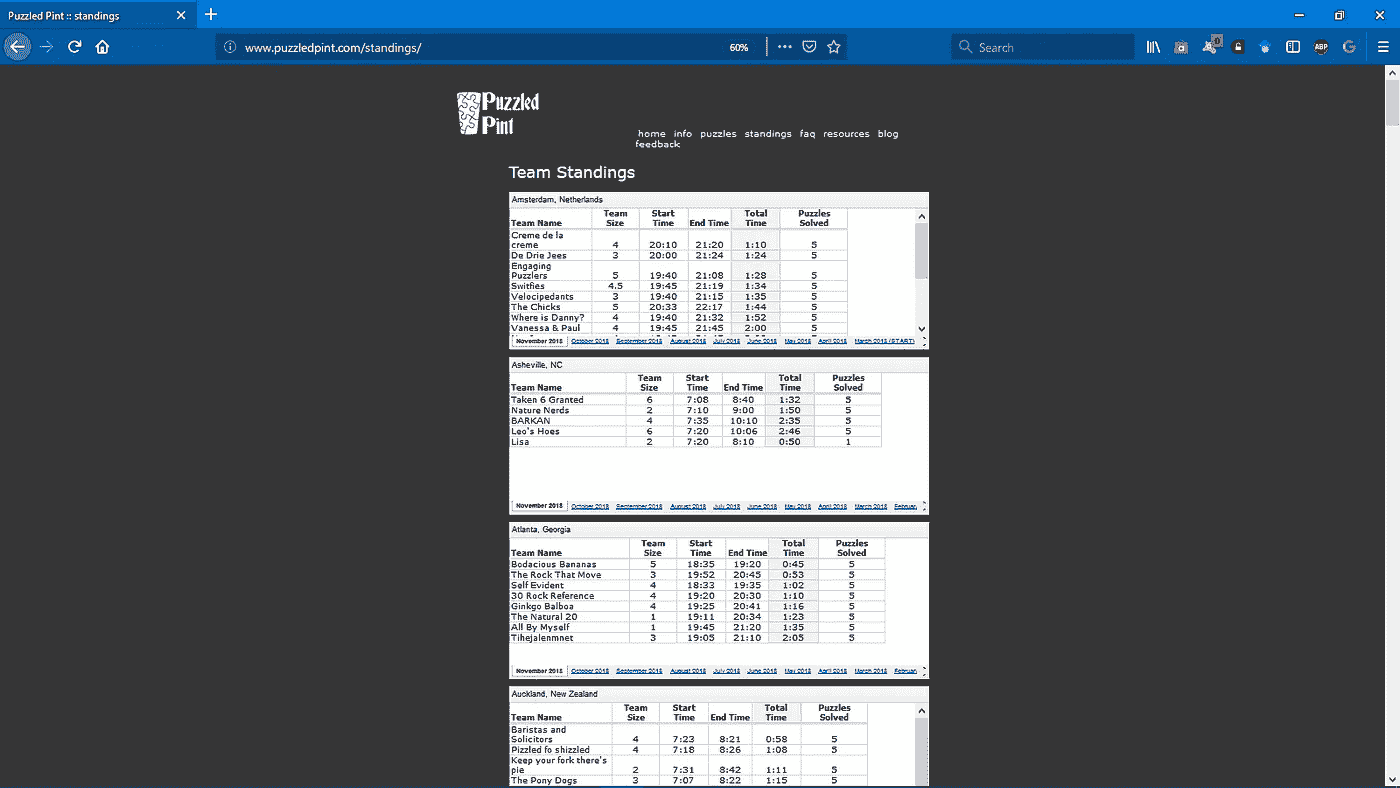 Puzzled Pint :: standings
www.puzzledpint.com/standings/
60%
Search
ABP
Puzzled
Pint
home info puzzles standings faq resources blog
feedback
Team Standings
Amsterdam, Netherlands
Team Name Team Size Start Time End Time Total Time Puzzles Solved
Creme de la creme 4 20:10 21:20 1:10 5
De Drie Jees 3 20:00 21:24 1:24 5
Engaging Puzzlers 5 19:40 21:08 1:28 5
Switfies 4.5 19:45 21:19 1:34 5
Velocipedants 3 19:40 21:15 1:35 5
The Chicks 5 20:33 22:17 1:44 5
Where is Danny? 4 19:40 21:32 1:52 5
Vanessa & Paul 4 19:45 21:45 2:00 5
November 2018 October 2018 September 2018 August 2018 July 2018 June 2018 May 2018 April 2018 March 2018 (START)
Asheville, NC
Team Name Team Size Start Time End Time Total Time Puzzles Solved
Taken 6 Granted 6 7:08 8:40 1:32 5
Nature Nerds 2 7:10 9:00 1:50 5
BARKAN 4 7:35 10:10 2:35 5
Leo's Hoes 6 7:20 10:06 2:46 5
Lisa 2 7:20 8:10 0:50 1
November 2018 October 2018 September 2018 August 2018 July 2018 June 2018 May 2018 April 2018 March 2018 Februar
Atlanta, Georgia
Team Name Team Size Start Time End Time Total Time Puzzles Solved
Bodacious Bananas 5 18:35 19:20 0:45 5
The Rock That Move 3 19:52 20:45 0:53 5
Self Evident 4 18:33 19:35 1:02 5
30 Rock Reference 4 19:20 20:30 1:10 5
Ginkgo Balboa 4 19:25 20:41 1:16 5
The Natural 20 1 19:11 20:34 1:23 5
All By Myself 1 19:45 21:20 1:35 5
Tihejalenmnet 3 19:05 21:10 2:05 5
November 2018 October 2018 September 2018 August 2018 July 2018 June 2018 May 2018 April 2018 March 2018 Februar
Auckland, New Zealand
Team Name Team Size Start Time End Time Total Time Puzzles Solved
Baristas and Solicitors 4 7:23 8:21 0:58 5
Pizzled fo shizzled 4 7:18 8:26 1:08 5
Keep your fork there's pie 2 7:31 8:42 1:11 5
The Pony Dogs 3 7:07 8:22 1:15 5